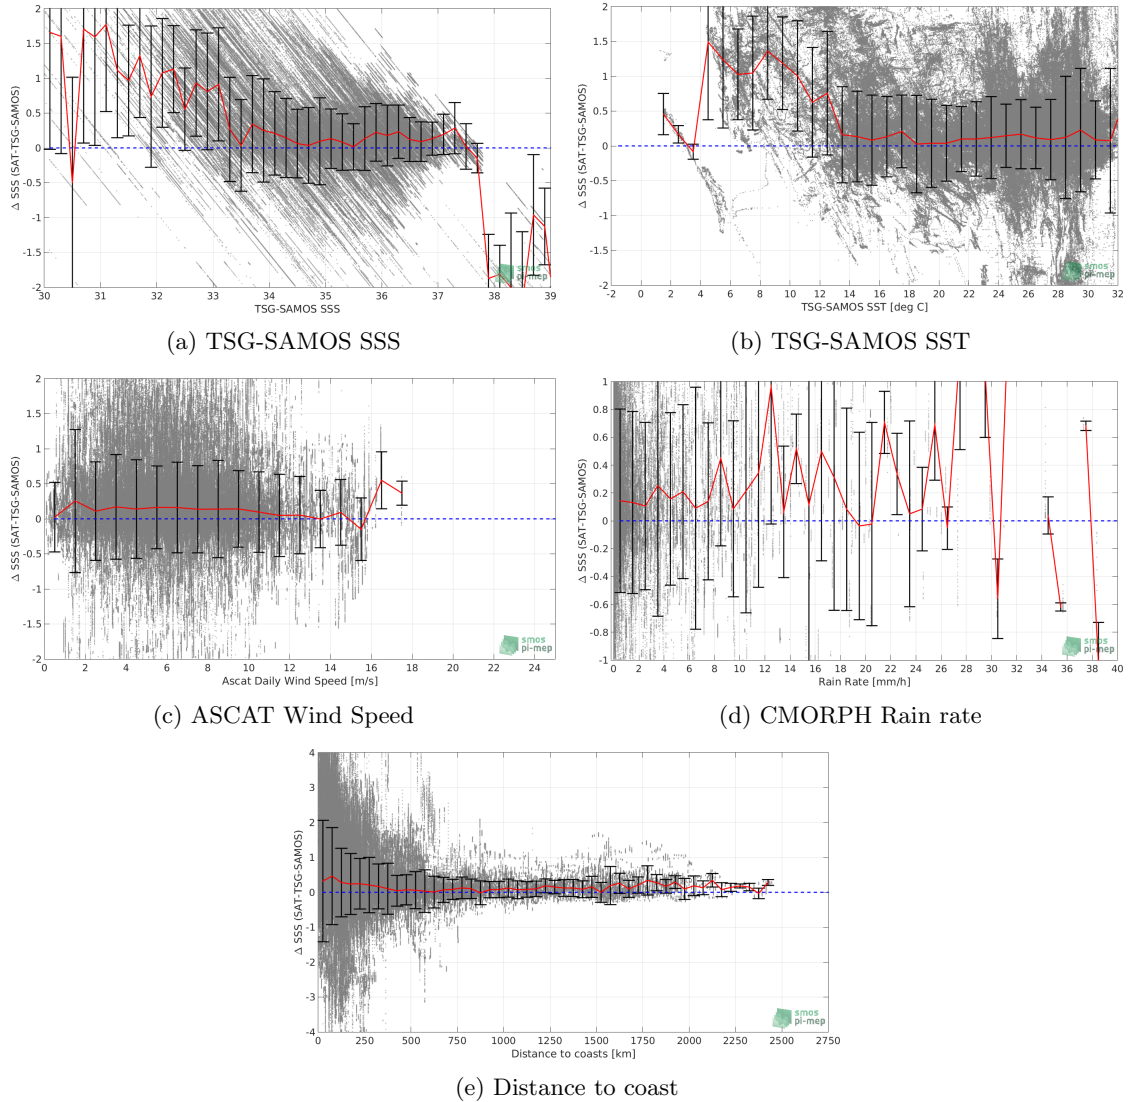 Δ SSS (SAT-TSG-SAMOS)
2
1.5
1
0.5
0
-0.5
-1
-1.5
-2
30 31 32 33 34 35 36 37 38 39
TSG-SAMOS SSS
smos
pi-mep
(a) TSG-SAMOS SSS
Δ SSS (SAT-TSG-SAMOS)
2
1.5
1
0.5
0
-0.5
-1
-1.5
-2
-2 0 2 4 6 8 10 12 14 16 18 20 22 24 26 28 30 32
TSG-SAMOS SST [deg C]
smos
pi-mep
(b) TSG-SAMOS SST
Δ SSS (SAT-TSG-SAMOS)
2
1.5
1
0.5
0
-0.5
-1
-1.5
-2
0 2 4 6 8 10 12 14 16 18 20 22 24
Ascat Daily Wind Speed [m/s]
smos
pi-mep
(c) ASCAT Wind Speed
Δ SSS (SAT-TSG-SAMOS)
1
0.8
0.6
0.4
0.2
0
-0.2
-0.4
-0.6
-0.8
-1
0 2 4 6 8 10 12 14 16 18 20 22 24 26 28 30 32 34 36 38 40
Rain Rate [mm/h]
smos
pi-mep
(d) CMORPH Rain rate
Δ SSS (SAT-TSG-SAMOS)
4
3
2
1
0
-1
-2
-3
-4
0 250 500 750 1000 1250 1500 1750 2000 2250 2500 2750
Distance to coasts [km]
smos
pi-mep
(e) Distance to coast